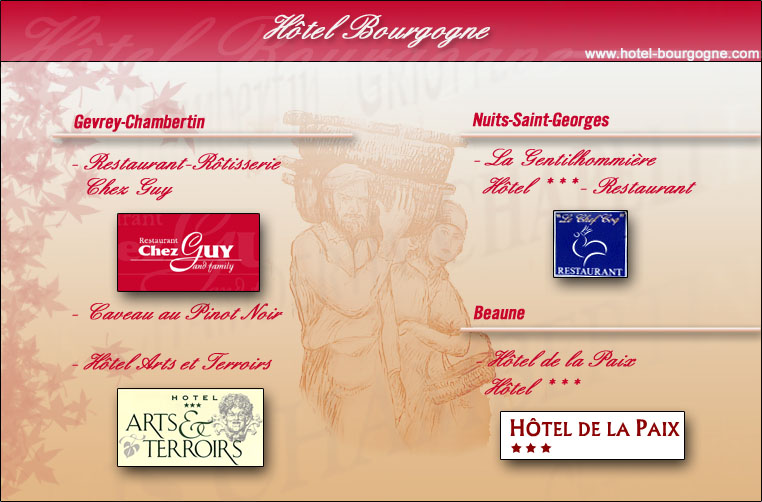 Hôtel Bourgogne
www.hotel-bourgogne.com
Gevrey-Chambertin
- Restaurant-Rôtisserie
Chez Guy
Restaurant
Chez GUY
and family
- Caveau au Pinot Noir
- Hôtel Arts et Terroirs
HOTEL
***
ARTS &
TERROIRS
Nuits-Saint-Georges
- La Gentilhommière
Hôtel *** - Restaurant
"Le Chef Coq"
RESTAURANT
Beaune
- Hôtel de la Paix
Hôtel ***
HÔTEL DE LA PAIX
★★★